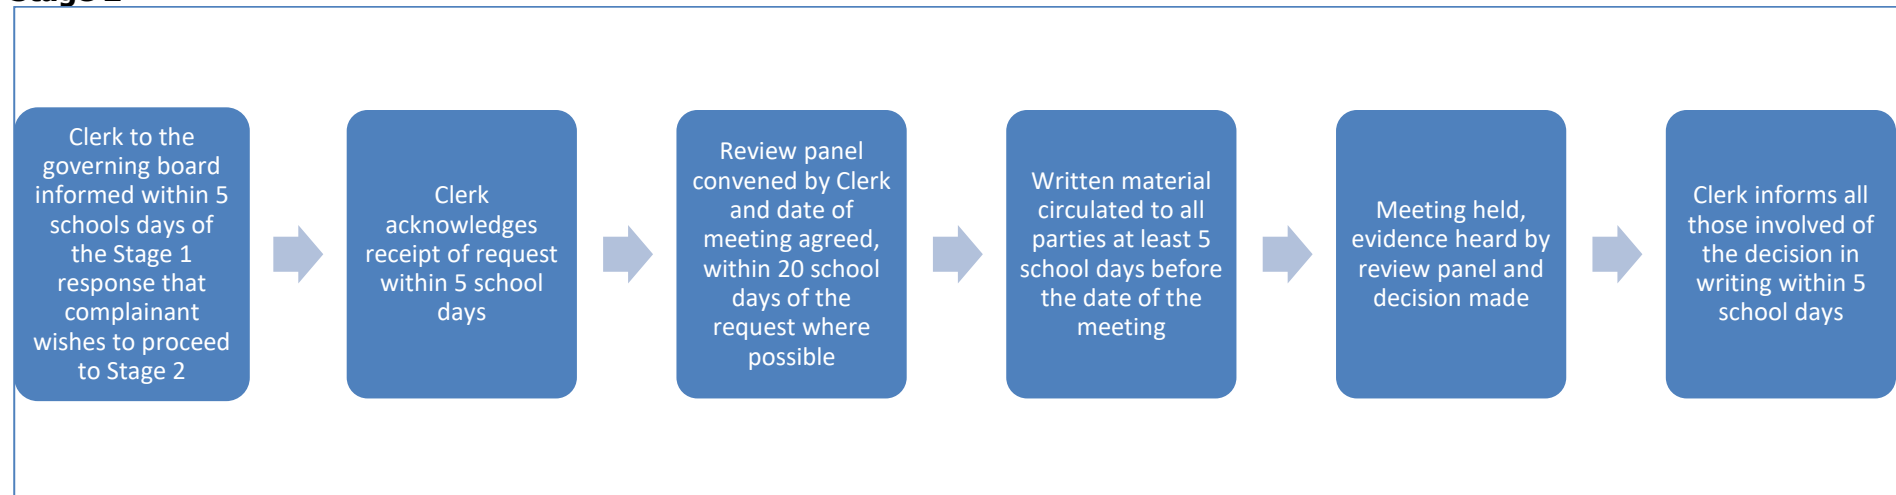 Stage 2
Clerk to the
governing board
informed within 5
schools days of
the Stage 1
response that
complainant
wishes to proceed
to Stage 2
Clerk
acknowledges
receipt of request
within 5 school
days
Review panel
convened by Clerk
and date of
meeting agreed,
within 20 school
days of the
request where
possible
Written material
circulated to all
parties at least 5
school days before
the date of the
meeting
Meeting held,
evidence heard by
review panel and
decision made
Clerk informs all
those involved of
the decision in
writing within 5
school days